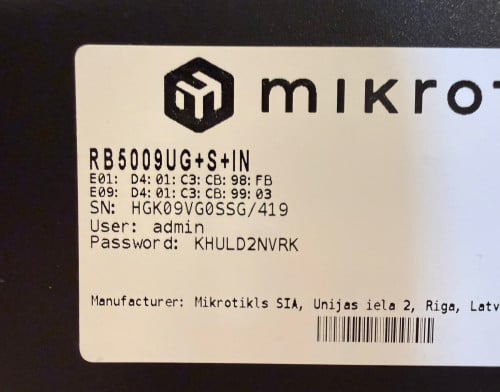 mikrot
RB5009UG+S+IN
E01: D4:01:C3:CB:98:FB
E09: D4:01:C3:CB:99:03
SN: HGK09VG0SSG/419
User: admin
Password: KHULD2NVRK
Manufacturer: Mikrotikls SIA, Unijas iela 2, Riga, Latv